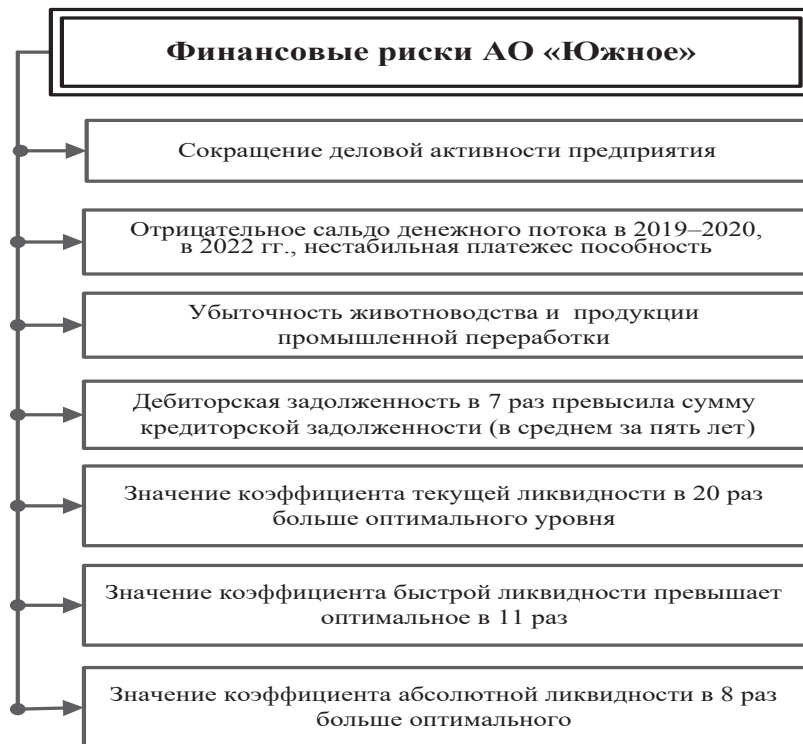 Финансовые риски АО «Южное»
Сокращение деловой активности предприятия
Отрицательное сальдо денежного потока в 2019–2020,
в 2022 гг., нестабильная платежес пособность
Убыточность животноводства и продукции
промышленной переработки
Дебиторская задолженность в 7 раз превысила сумму
кредиторской задолженности (в среднем за пять лет)
Значение коэффициента текущей ликвидности в 20 раз
больше оптимального уровня
Значение коэффициента быстрой ликвидности превышает
оптимальное в 11 раз
Значение коэффициента абсолютной ликвидности в 8 раз
больше оптимального